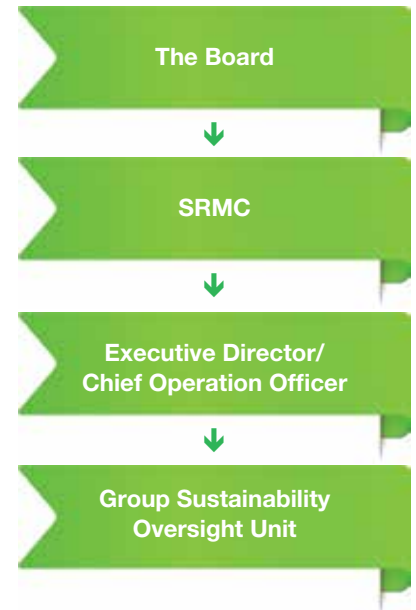 The Board
SRMC
Executive Director/
Chief Operation Officer
Group Sustainability
Oversight Unit